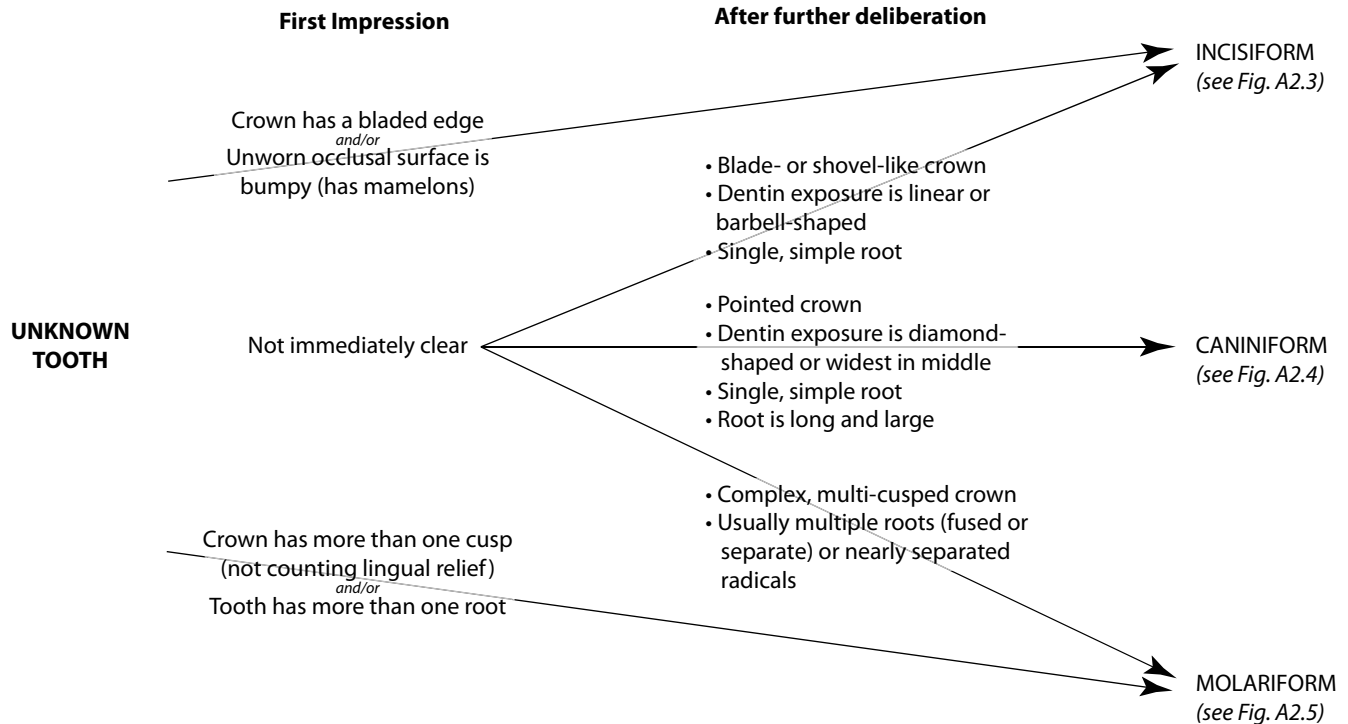 First Impression
After further deliberation
INCISIFORM
(see Fig. A2.3)
Crown has a bladed edge
and/or
Unworn occlusal surface is
bumpy (has mamelons)
• Blade- or shovel-like crown
• Dentin exposure is linear or
barbell-shaped
• Single, simple root
UNKNOWN
TOOTH
Not immediately clear
• Pointed crown
• Dentin exposure is diamond-
shaped or widest in middle
• Single, simple root
• Root is long and large
CANINIFORM
(see Fig. A2.4)
• Complex, multi-cusped crown
• Usually multiple roots (fused or
separate) or nearly separated
radicals
Crown has more than one cusp
(not counting lingual relief)
and/or
Tooth has more than one root
MOLARIFORM
(see Fig. A2.5)